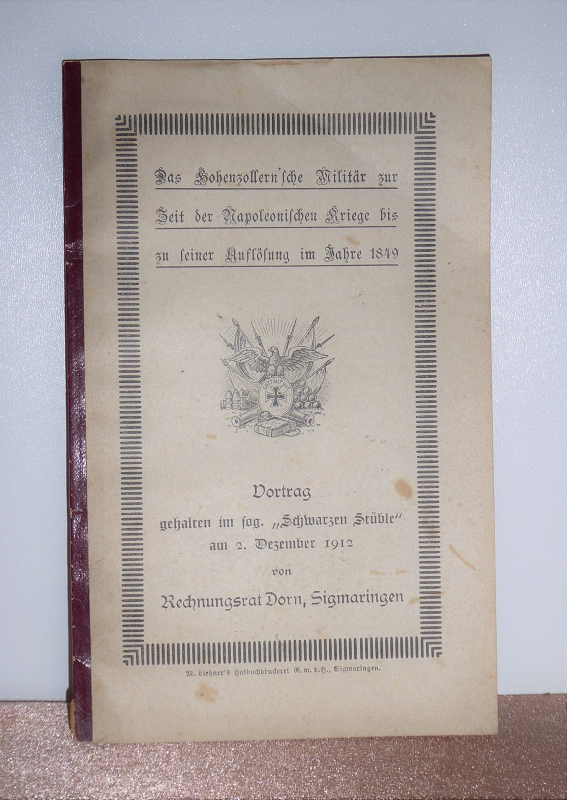 Das Hohenzollern'sche Militär zur
Zeit der Napoleonischen Kriege bis
zu seiner Auflösung im Jahre 1849
Vortrag
gehalten im sog. „Schwarzen Stüble“
am 2. Dezember 1912
von
Rechnungsrat Dorn, Sigmaringen
M. Liehner's Hofbuchdruckerei G. m. b. H., Sigmaringen.